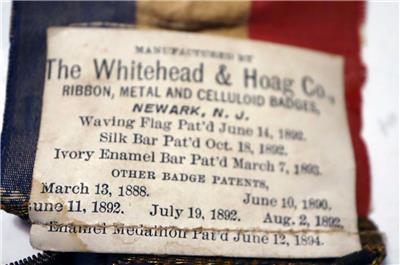 MANUFACTURED BY
The Whitehead & Hoag Co.,
RIBBON, METAL AND CELLULOID BADGES,
NEWARK, N. J.
Waving Flag Pat'd June 14, 1892.
Silk Bar Pat'd Oct. 18, 1892.
Ivory Enamel Bar Pat'd March 7, 1893.
OTHER BADGE PATENTS,
March 13, 1888. June 10, 1890.
June 11, 1892. July 19, 1892. Aug. 2, 1892.
Enamel Medallion Pat'd June 12, 1894.